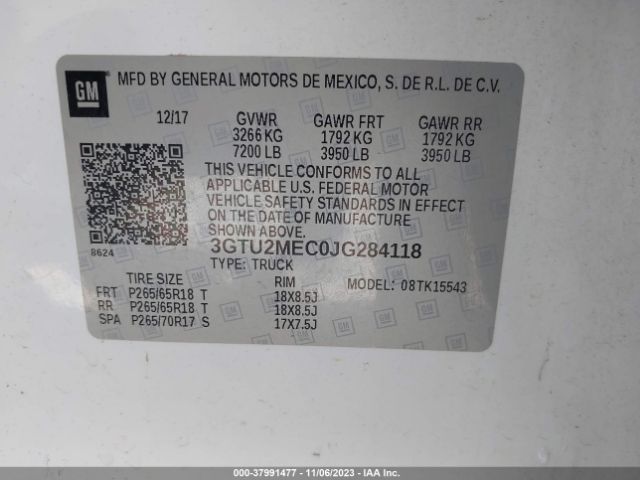 GM MFD BY GENERAL MOTORS DE MEXICO, S. DE R.L. DE C.V.
12/17 GVWR GAWR FRT GAWR RR
3266 KG 1792 KG 1792 KG
7200 LB 3950 LB 3950 LB
THIS VEHICLE CONFORMS TO ALL
APPLICABLE U.S. FEDERAL MOTOR
VEHICLE SAFETY STANDARDS IN EFFECT
ON THE DATE OF MANUFACTURE
SHOWN ABOVE.
8624 3GTU2MEC0JG284118
TYPE: TRUCK
TIRE SIZE RIM MODEL: 08TK15543
FRT P265/65R18 T 18X8.5J
RR P265/65R18 T 18X8.5J
SPA P265/70R17 S 17X7.5J
000-37991477 - 11/06/2023 - IAA Inc.